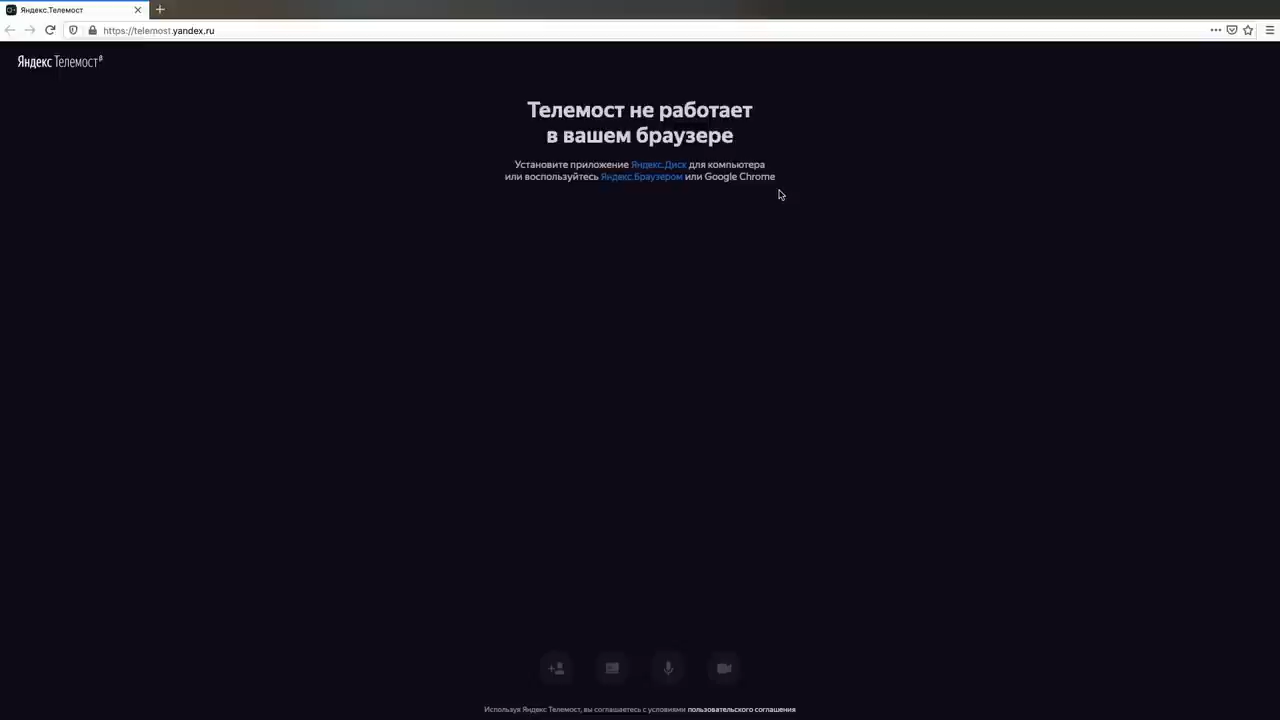 Яндекс.Телемост
https://telemost.yandex.ru
Яндекс Телемост β
Телемост не работает
в вашем браузере
Установите приложение Яндекс.Диск для компьютера
или воспользуйтесь Яндекс.Браузером или Google Chrome
Используя Яндекс Телемост, вы соглашаетесь с условиями пользовательского соглашения